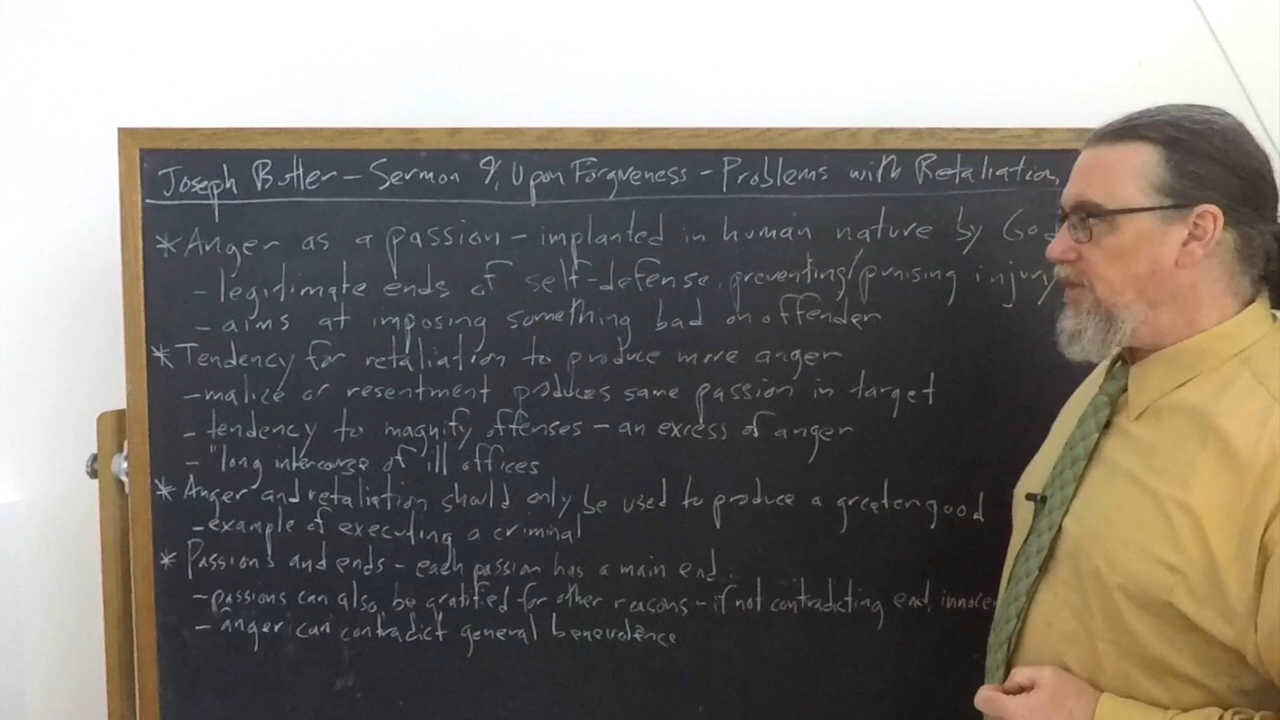 Joseph Butler - Sermon 9, Upon Forgiveness - Problems with Retaliation
* Anger as a passion - implanted in human nature by God
- legitimate ends of self-defense, preventing/punising injury
- aims at imposing something bad on offender
* Tendency for retaliation to produce more anger
- malice or resentment produces same passion in target
- tendency to magnify offenses - an excess of anger
- "long intercourse of ill offices
* Anger and retaliation should only be used to produce a greater good
- example of executing a criminal
* Passions and ends - each passion has a main end
- passions can also be gratified for other reasons - if not contradicting end, innocen
- anger can contradict general benevolence